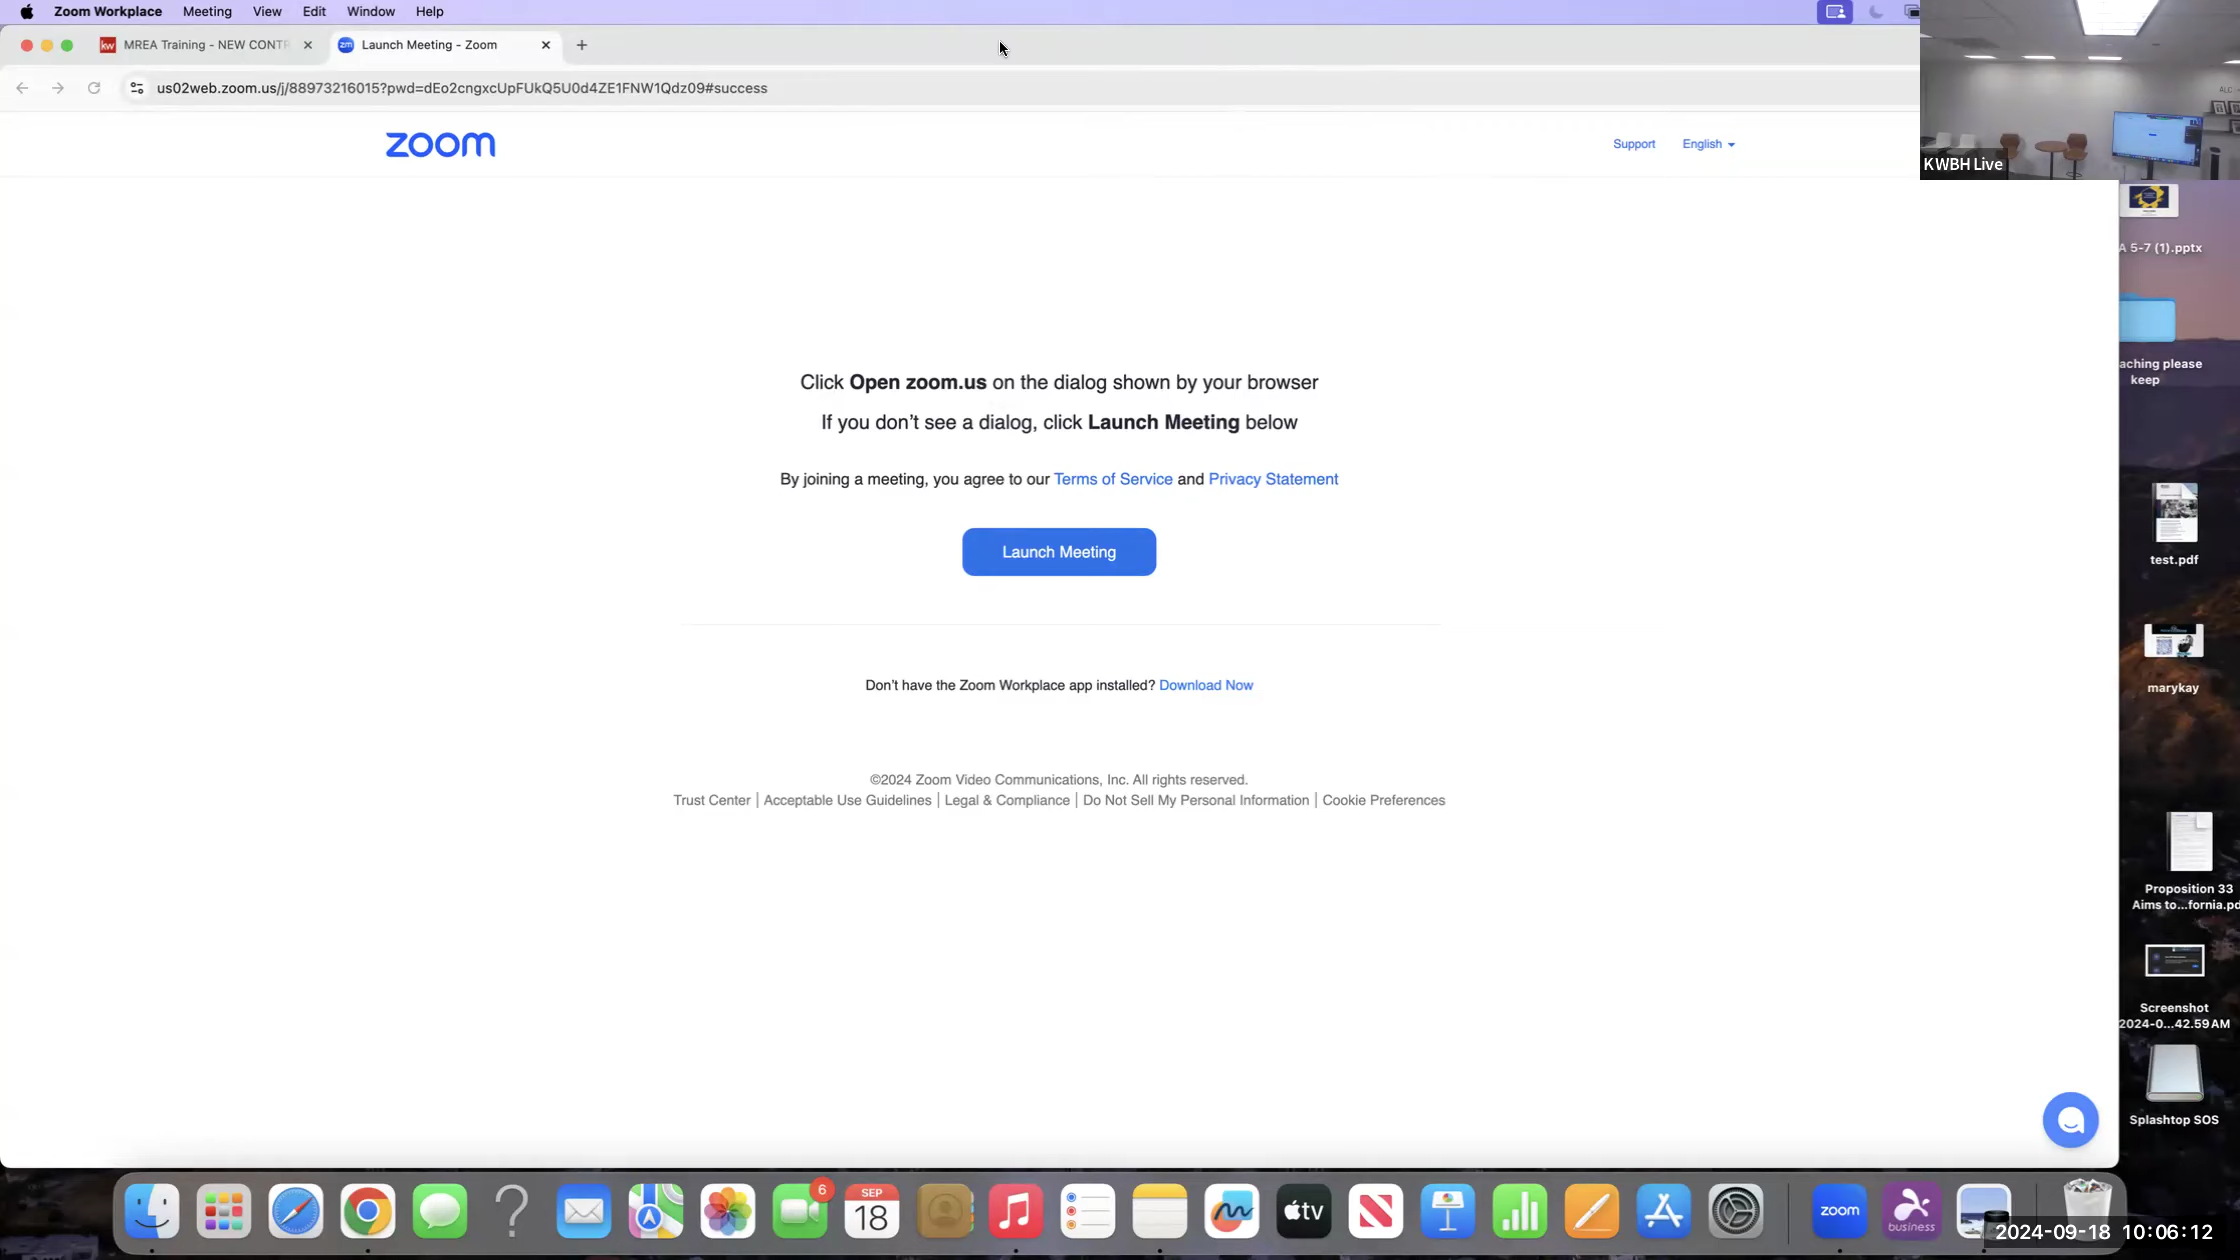 Zoom Workplace Meeting View Edit Window Help
MREA Training - NEW CONTR
Launch Meeting - Zoom
us02web.zoom.us/j/88973216015?pwd=dEo2cngxcUpFUkQ5U0d4ZE1FNW1Qdz09#success
zoom
Support
English
KWBH Live
Click Open zoom.us on the dialog shown by your browser
If you don't see a dialog, click Launch Meeting below
By joining a meeting, you agree to our Terms of Service and Privacy Statement
Launch Meeting
Don't have the Zoom Workplace app installed? Download Now
©2024 Zoom Video Communications, Inc. All rights reserved.
Trust Center | Acceptable Use Guidelines | Legal & Compliance | Do Not Sell My Personal Information | Cookie Preferences
A 5-7 (1).pptx
aching please
keep
test.pdf
marykay
Proposition 33
Aims to...fornia.pd
Screenshot
2024-0...42.59 AM
Splashtop SOS
6
SEP
18
tv
zoom
business
2024-09-18 10:06:12